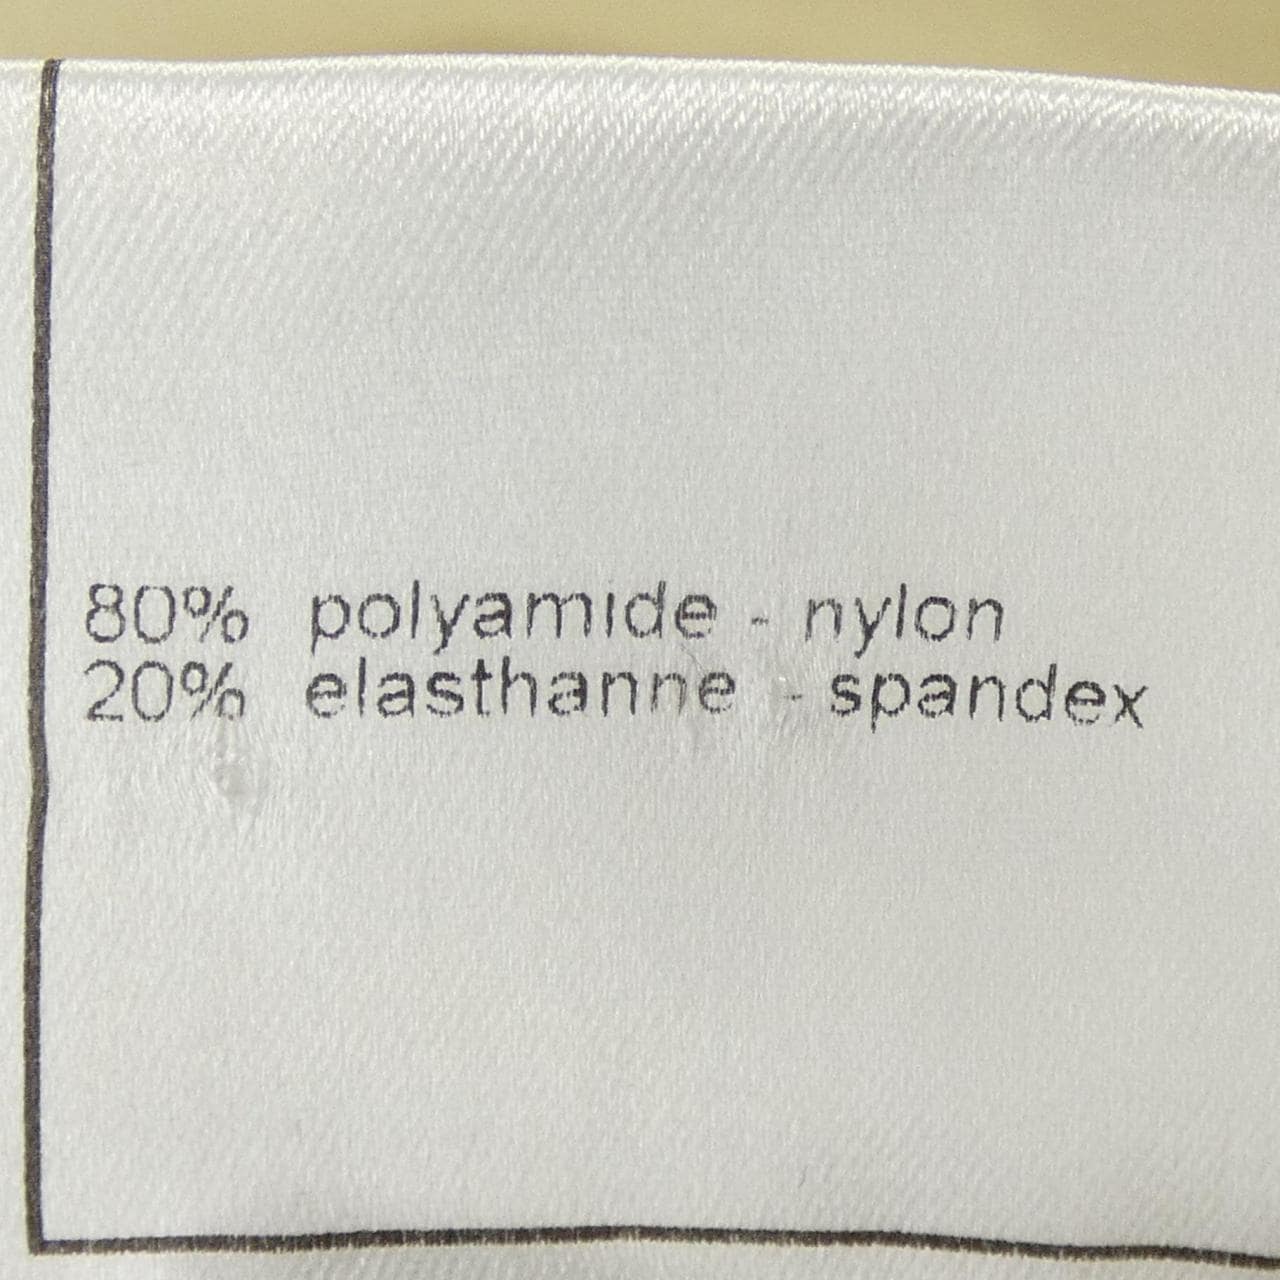 80% polyamide - nylon
20% elasthanne - spandex